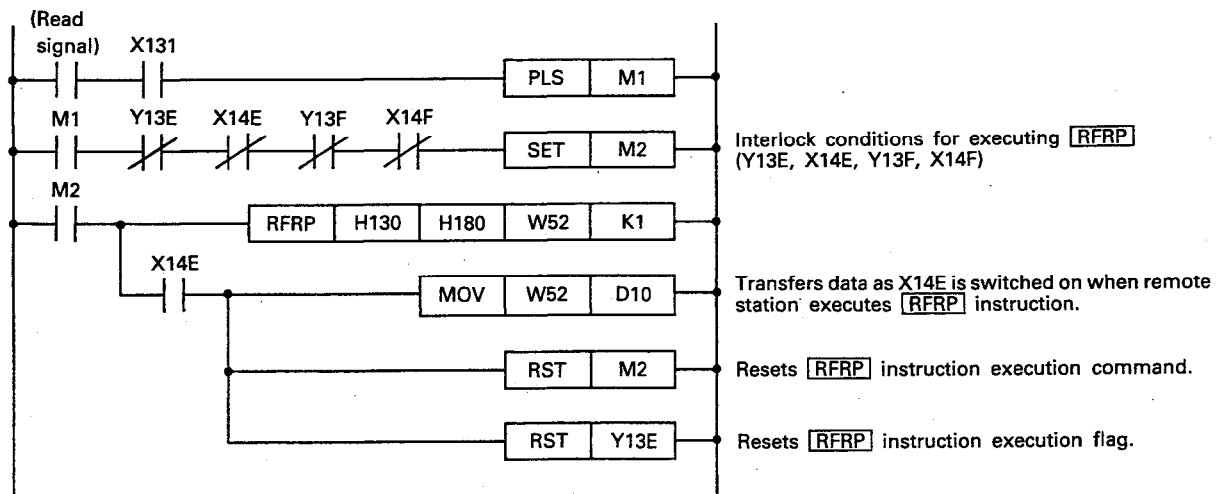 (Read
signal) X131
PLS M1
M1 Y13E X14E Y13F X14F
SET M2
Interlock conditions for executing RFRP
(Y13E, X14E, Y13F, X14F)
M2
RFRP H130 H180 W52 K1
X14E
MOV W52 D10
Transfers data as X14E is switched on when remote
station executes RFRP instruction.
RST M2
Resets RFRP instruction execution command.
RST Y13E
Resets RFRP instruction execution flag.